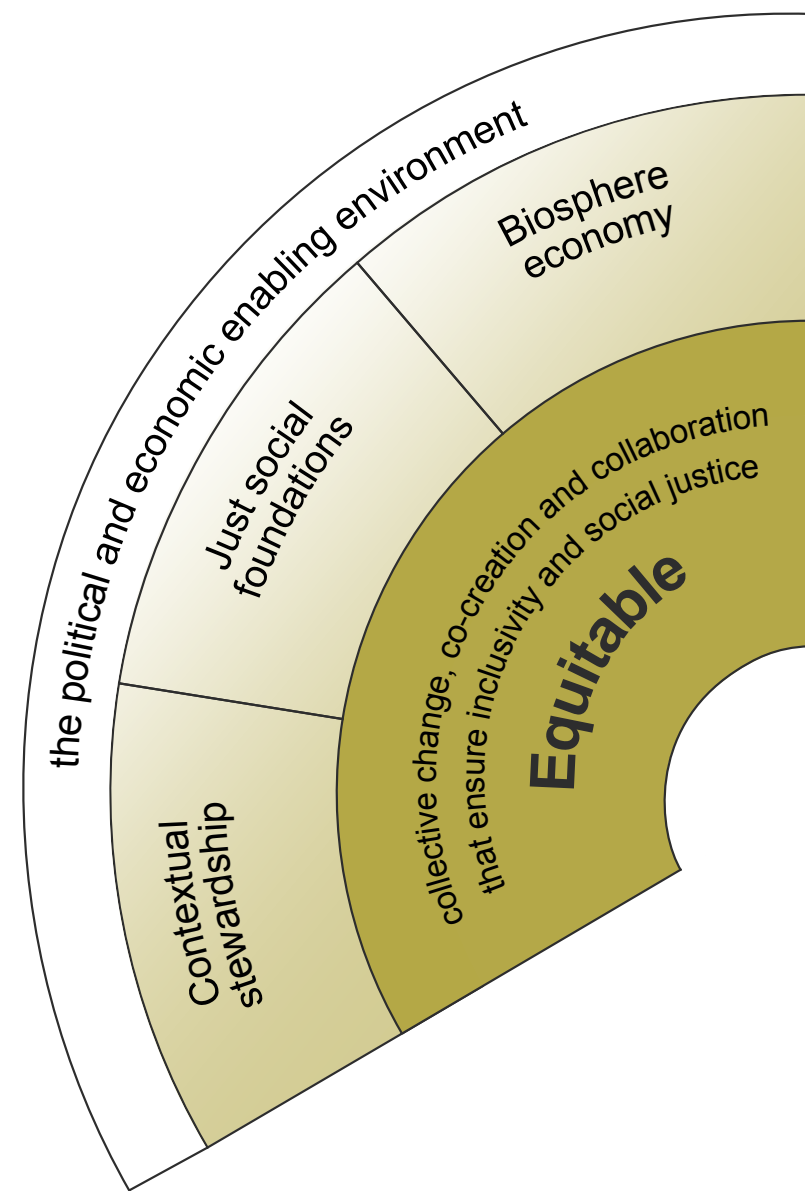 the political and economic enabling environment
Biosphere
economy
Just social
foundations
Contextual
stewardship
collective change, co-creation and collaboration
that ensure inclusivity and social justice
Equitable